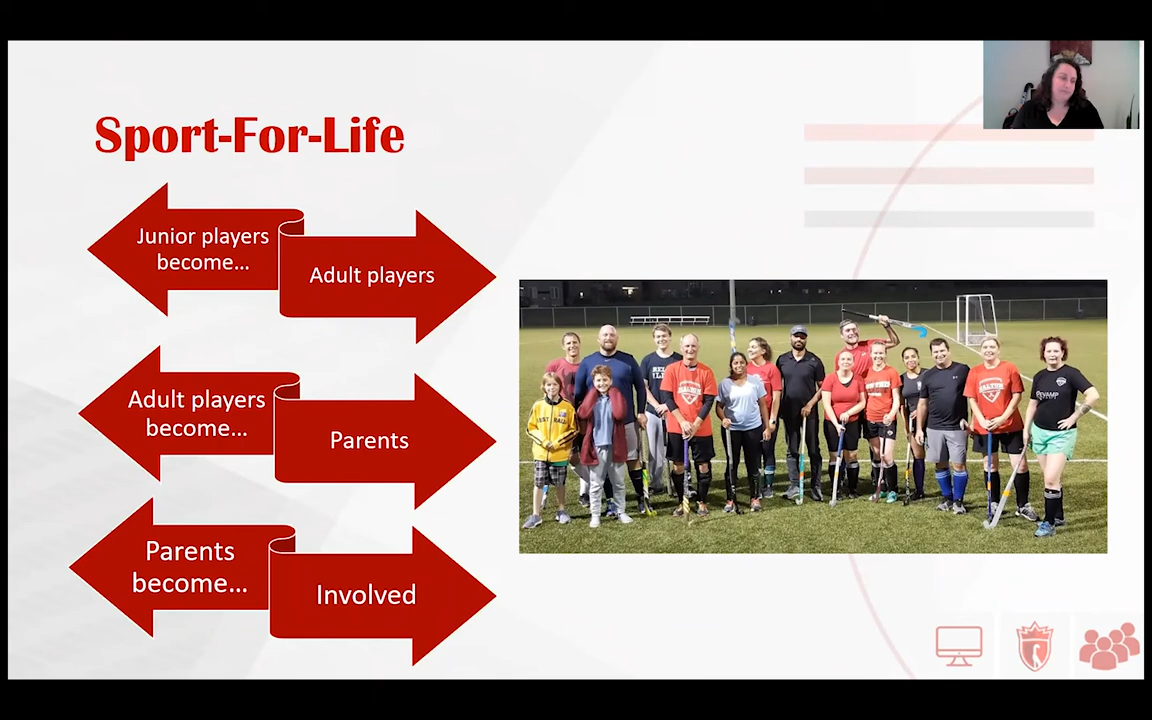 Sport-For-Life
Junior players
become...
Adult players
Adult players
become...
Parents
Parents
become...
Involved